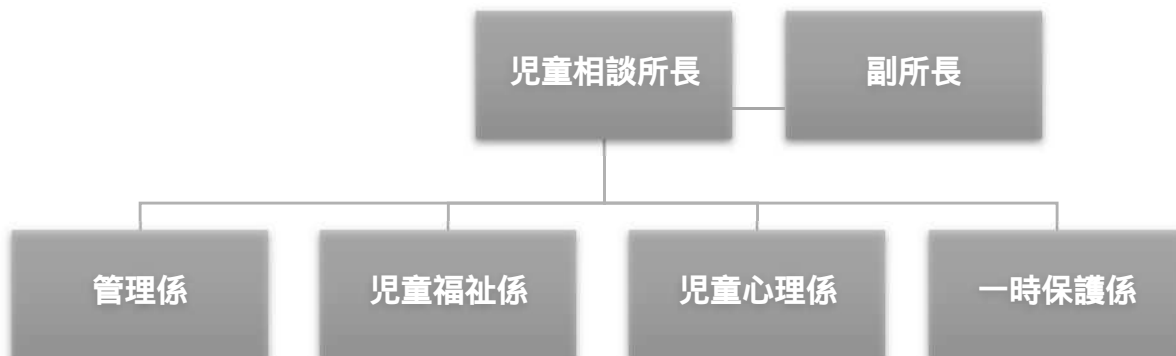 児童相談所長
副所長
管理係
児童福祉係
児童心理係
一時保護係